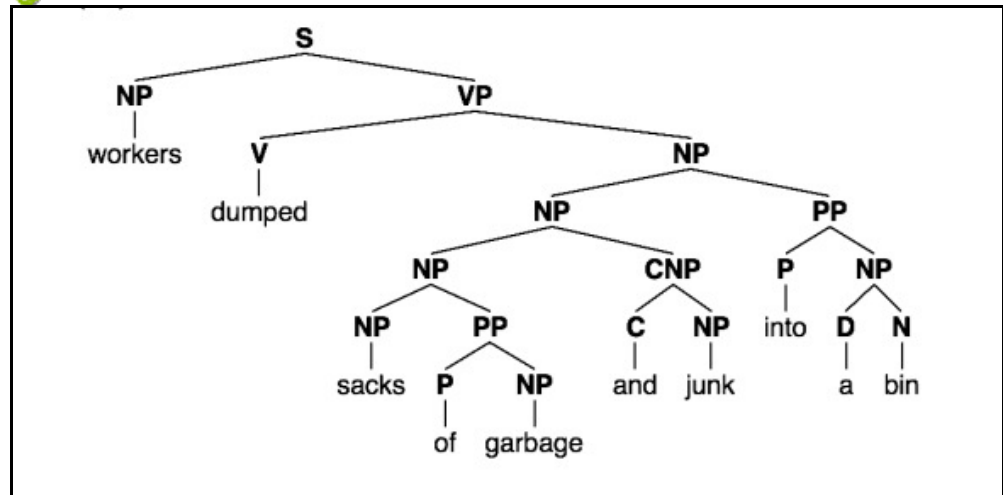 S
NP VP
workers V NP
dumped NP PP
NP CNP P NP
NP PP C NP into D N
sacks P NP and junk a bin
of garbage